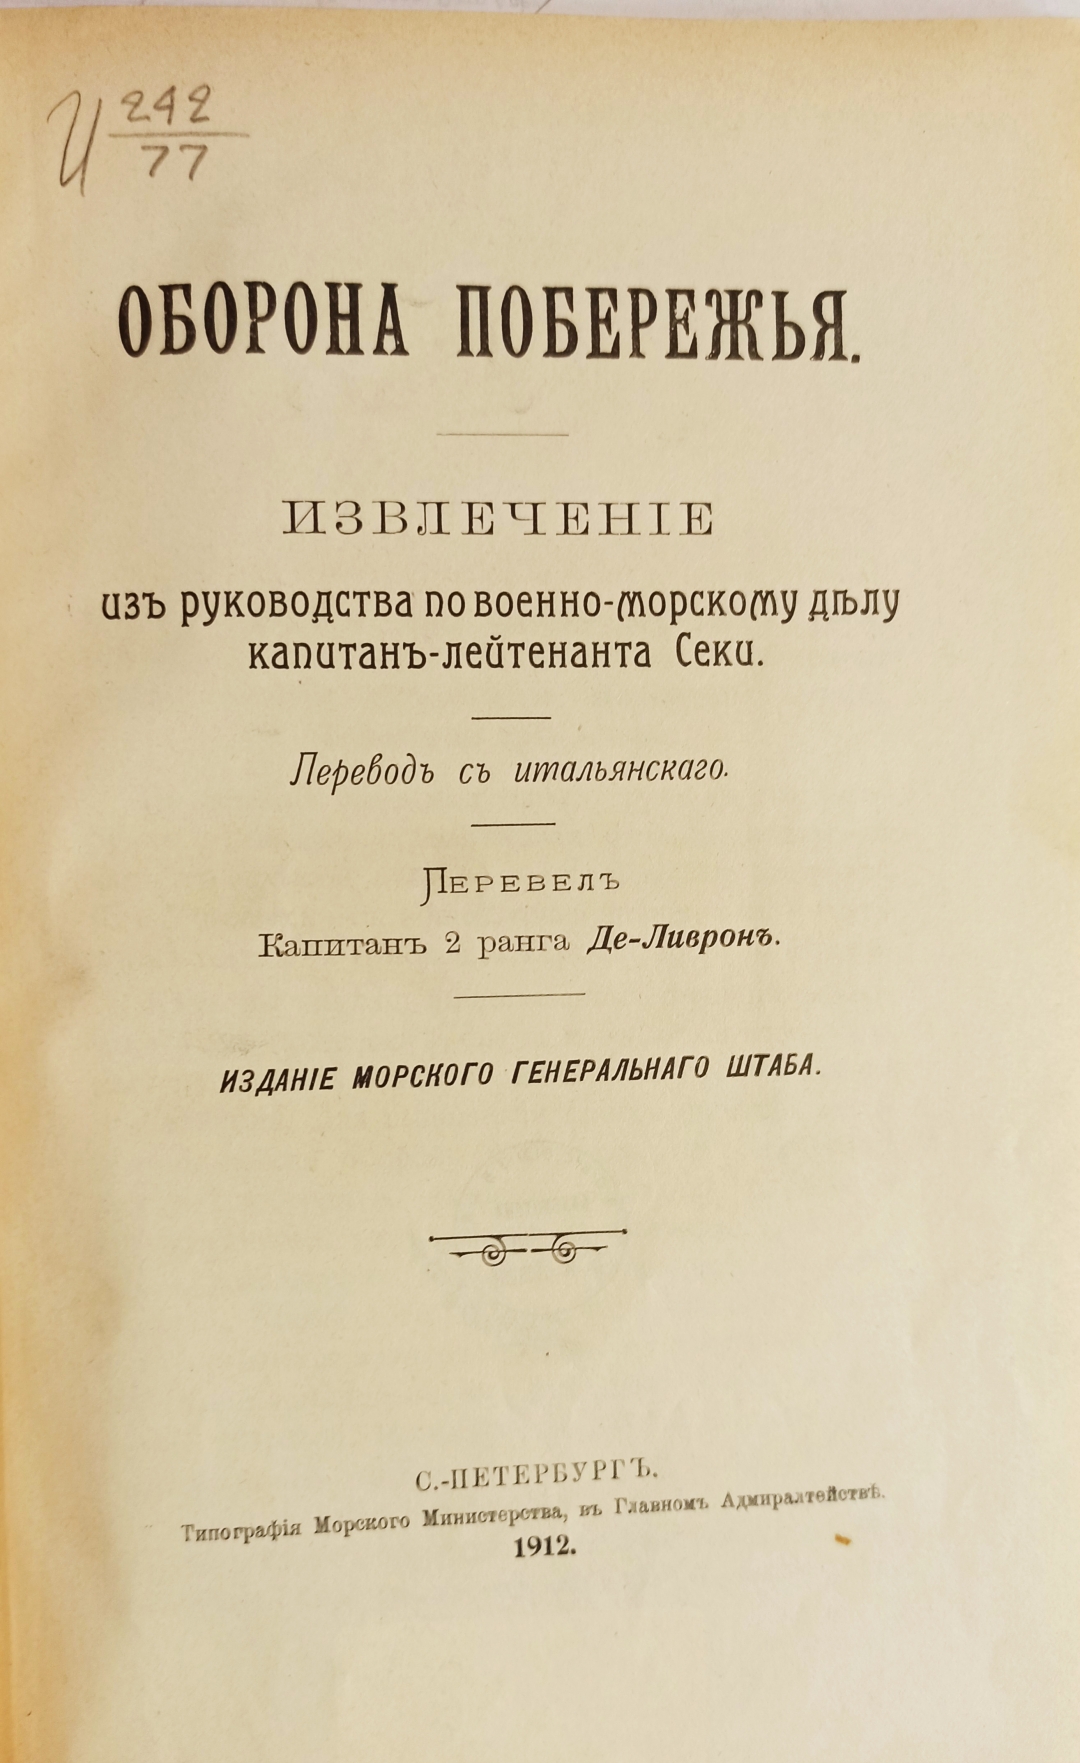 И 242
77
ОБОРОНА ПОБЕРЕЖЬЯ.
ИЗВЛЕЧЕНІЕ
изъ руководства по военно-морскому дѣлу
капитанъ-лейтенанта Секи.
Переводъ съ итальянскаго.
Перевелъ
Капитанъ 2 ранга Де-Ливронъ.
ИЗДАНІЕ МОРСКОГО ГЕНЕРАЛЬНАГО ШТАБА.
С.-ПЕТЕРБУРГЪ.
Типографія Морского Министерства, въ Главномъ Адмиралтействѣ.
1912.